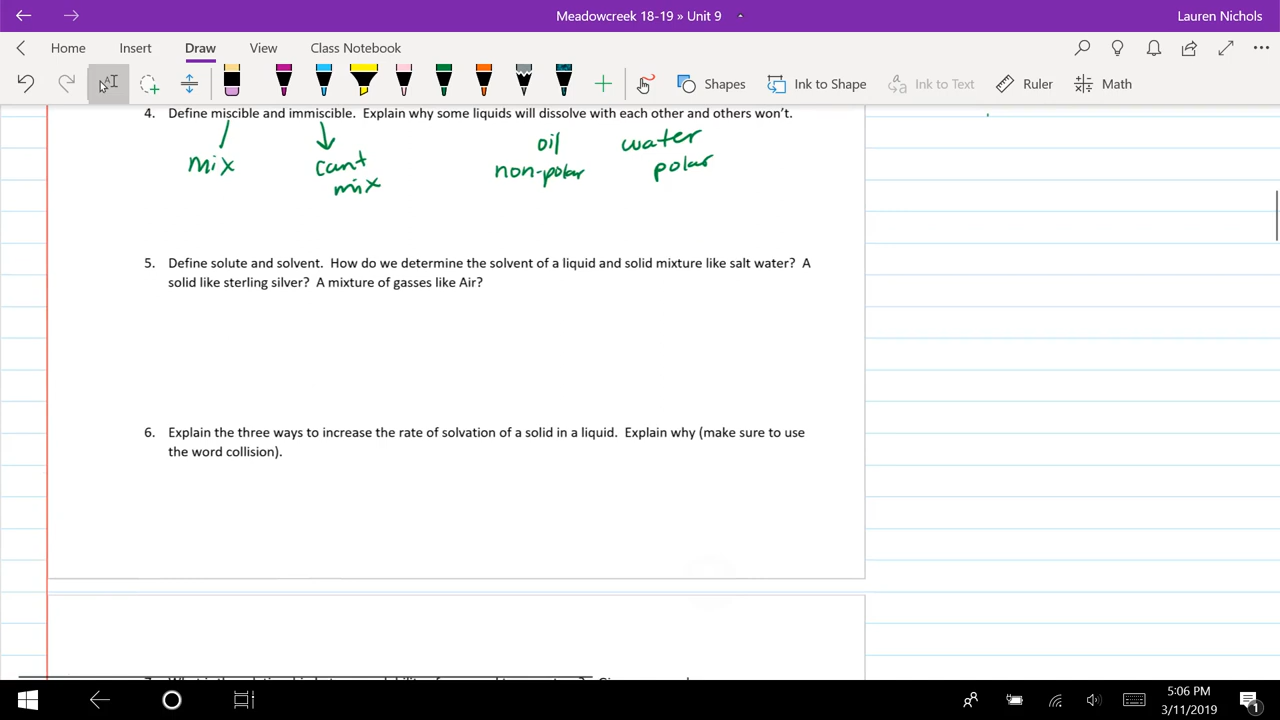 Meadowcreek 18-19 » Unit 9
Lauren Nichols
Home Insert Draw View Class Notebook
Shapes Ink to Shape Ink to Text Ruler Math
4. Define miscible and immiscible. Explain why some liquids will dissolve with each other and others won't.
mix
cant
mix
oil
non-polar
water
polar
5. Define solute and solvent. How do we determine the solvent of a liquid and solid mixture like salt water? A
solid like sterling silver? A mixture of gasses like Air?
6. Explain the three ways to increase the rate of solvation of a solid in a liquid. Explain why (make sure to use
the word collision).
5:06 PM
3/11/2019